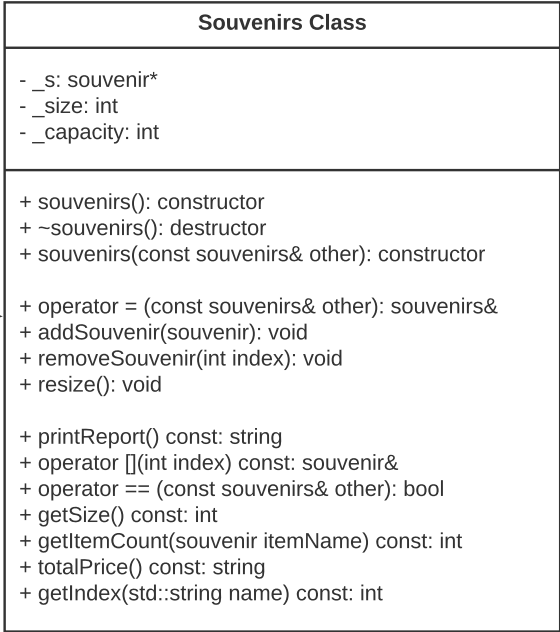 Souvenirs Class
- _s: souvenir*
- _size: int
- _capacity: int
+ souvenirs(): constructor
+ ~souvenirs(): destructor
+ souvenirs(const souvenirs& other): constructor
+ operator = (const souvenirs& other): souvenirs&
+ addSouvenir(souvenir): void
+ removeSouvenir(int index): void
+ resize(): void
+ printReport() const: string
+ operator [](int index) const: souvenir&
+ operator == (const souvenirs& other): bool
+ getSize() const: int
+ getItemCount(souvenir itemName) const: int
+ totalPrice() const: string
+ getIndex(std::string name) const: int